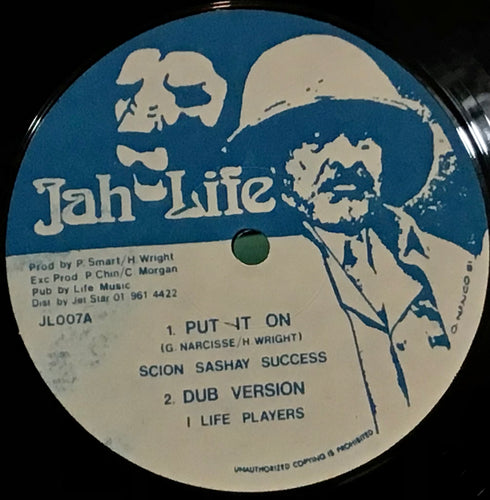 Jah Life
Prod by P. Smart/H. Wright
Exc Prod P. Chin/C. Morgan
Pub by Life Music
Dist by Jet Star 01 961 4422
JL007A
1. PUT IT ON
(G. NARCISSE/H. WRIGHT)
SCION SASHAY SUCCESS
2. DUB VERSION
I LIFE PLAYERS
UNAUTHORIZED COPYING IS PROHIBITED
O. NANCO 81